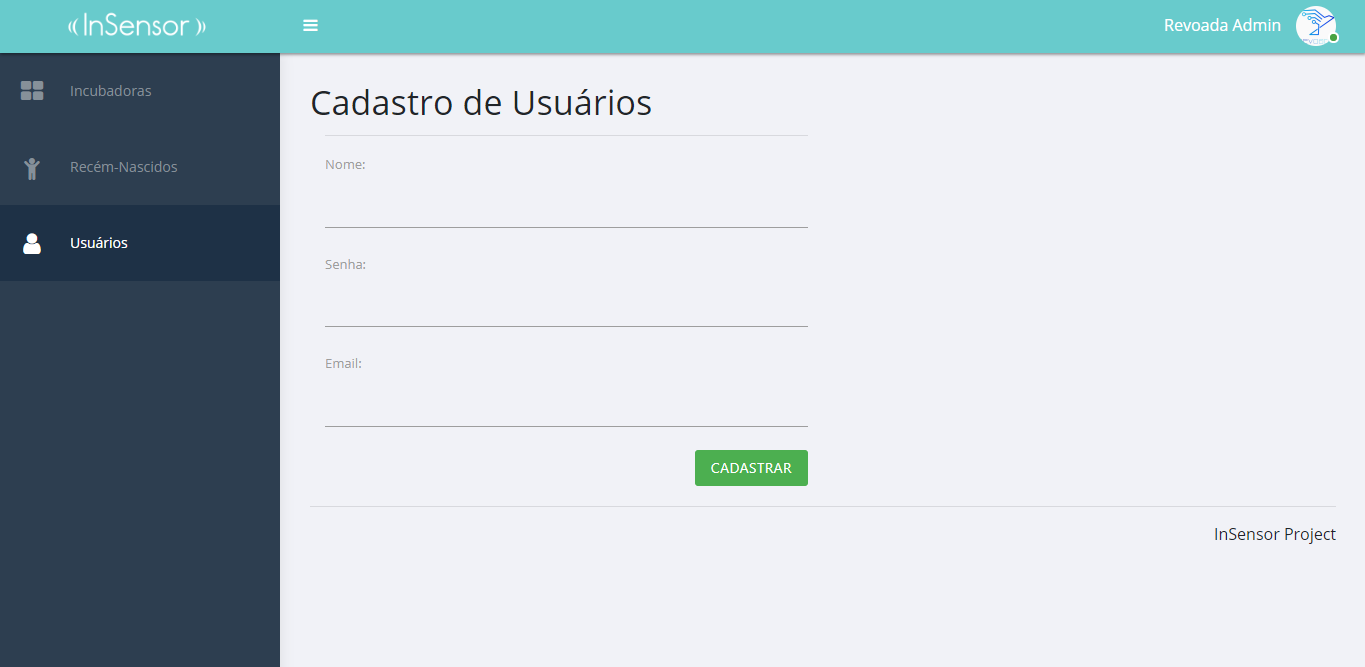 InSensor
Revoada Admin
Incubadoras
Recém-Nascidos
Usuários
Cadastro de Usuários
Nome:
Senha:
Email:
CADASTRAR
InSensor Project